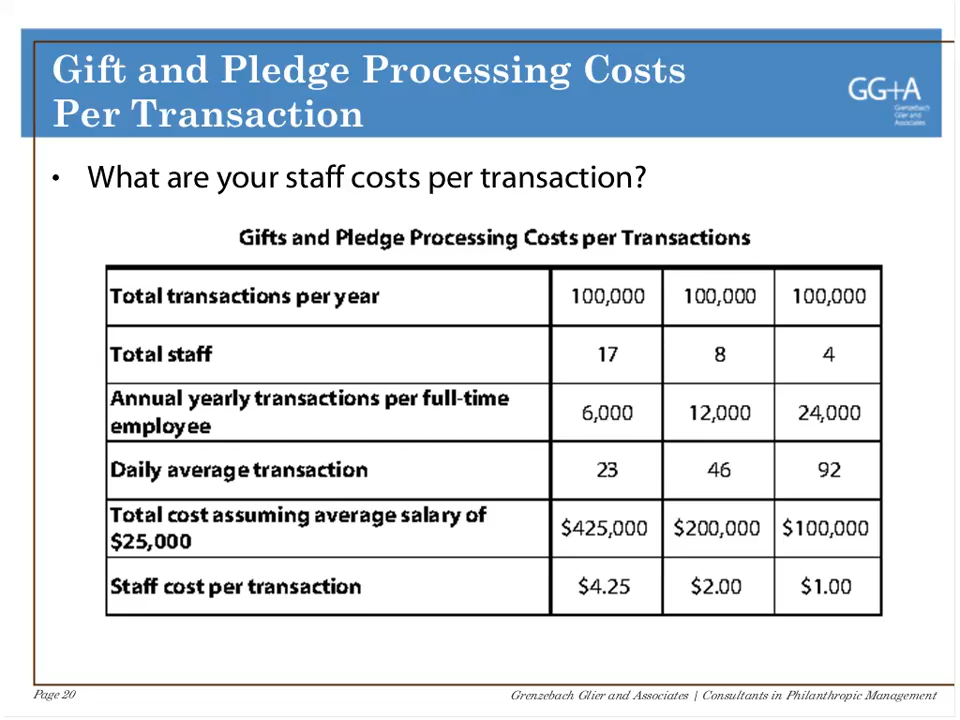 Gift and Pledge Processing Costs
Per Transaction
GG+A
Grenzebach
Glier and
Associates
• What are your staff costs per transaction?
Gifts and Pledge Processing Costs per Transactions
Total transactions per year 100,000 100,000 100,000
Total staff 17 8 4
Annual yearly transactions per full-time
employee 6,000 12,000 24,000
Daily average transaction 23 46 92
Total cost assuming average salary of
$25,000 $425,000 $200,000 $100,000
Staff cost per transaction $4.25 $2.00 $1.00
Page 20
Grenzebach Glier and Associates | Consultants in Philanthropic Management